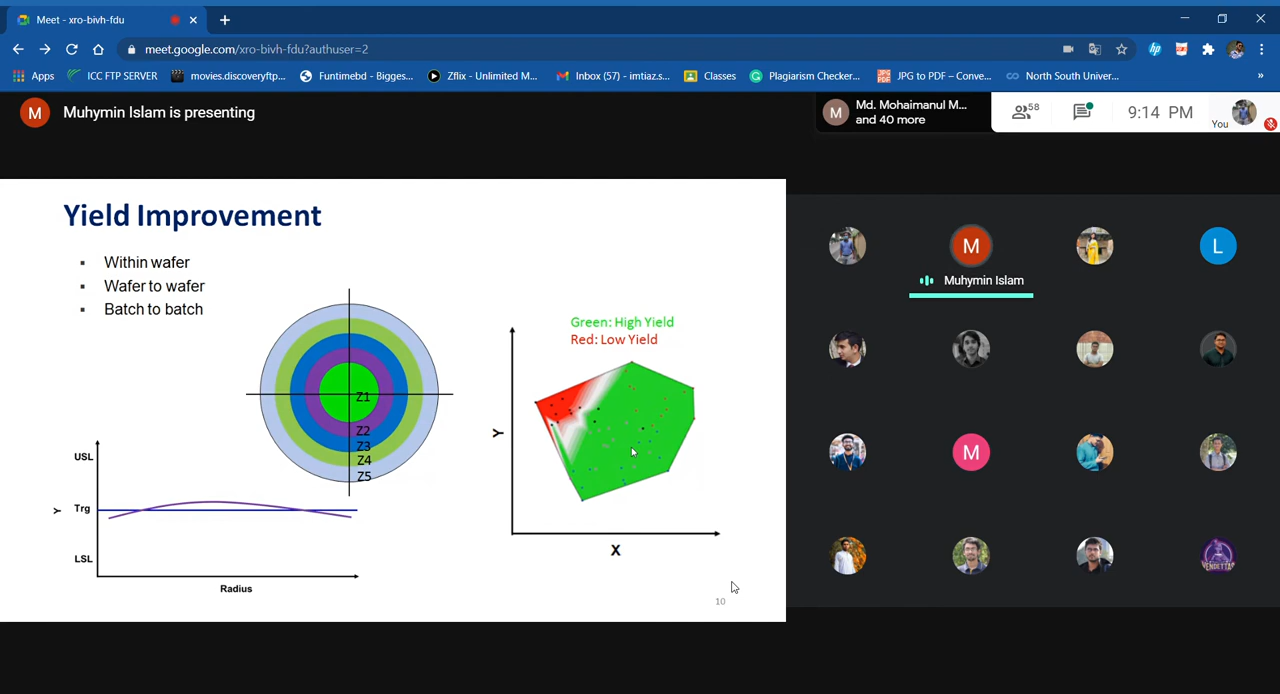 Meet - xro-bivh-fdu
meet.google.com/xro-bivh-fdu?authuser=2
Apps
ICC FTP SERVER
movies.discoveryftp...
Funtimebd - Bigges...
Zflix - Unlimited M...
Inbox (57) - imtiaz.s...
Classes
Plagiarism Checker...
JPG to PDF – Conve...
North South Univer...
»
M
Muhymin Islam is presenting
M
Md. Mohaimanul M...
and 40 more
58
9:14 PM
You
Yield Improvement
▪ Within wafer
▪ Wafer to wafer
▪ Batch to batch
Z1
Z2
Z3
Z4
Z5
USL
Trg
LSL
Y
Radius
Green: High Yield
Red: Low Yield
Y
X
10
M
L
Muhymin Islam
M
VENDETTA